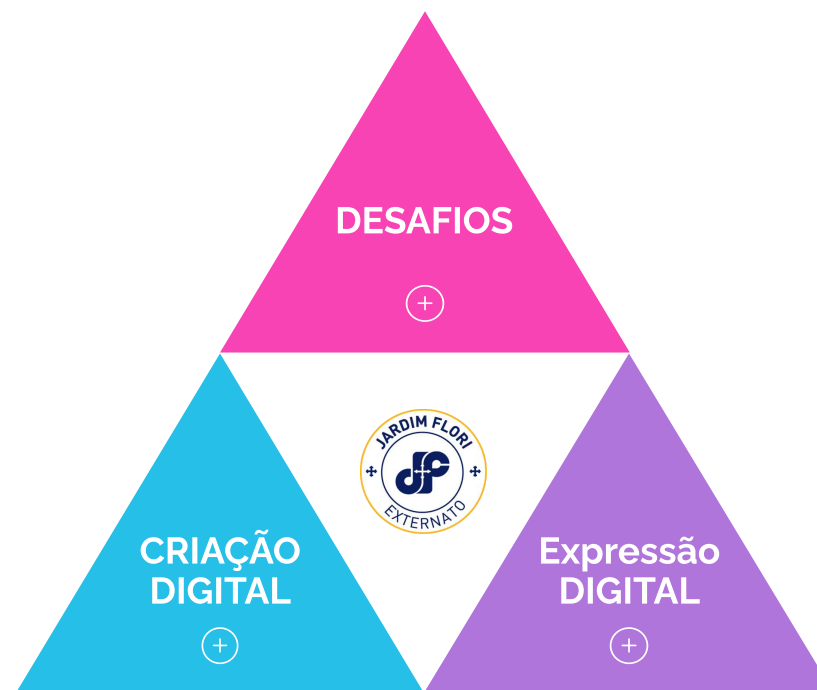 DESAFIOS
JARDIM FLORI
EXTERNATO
CRIAÇÃO
DIGITAL
Expressão
DIGITAL